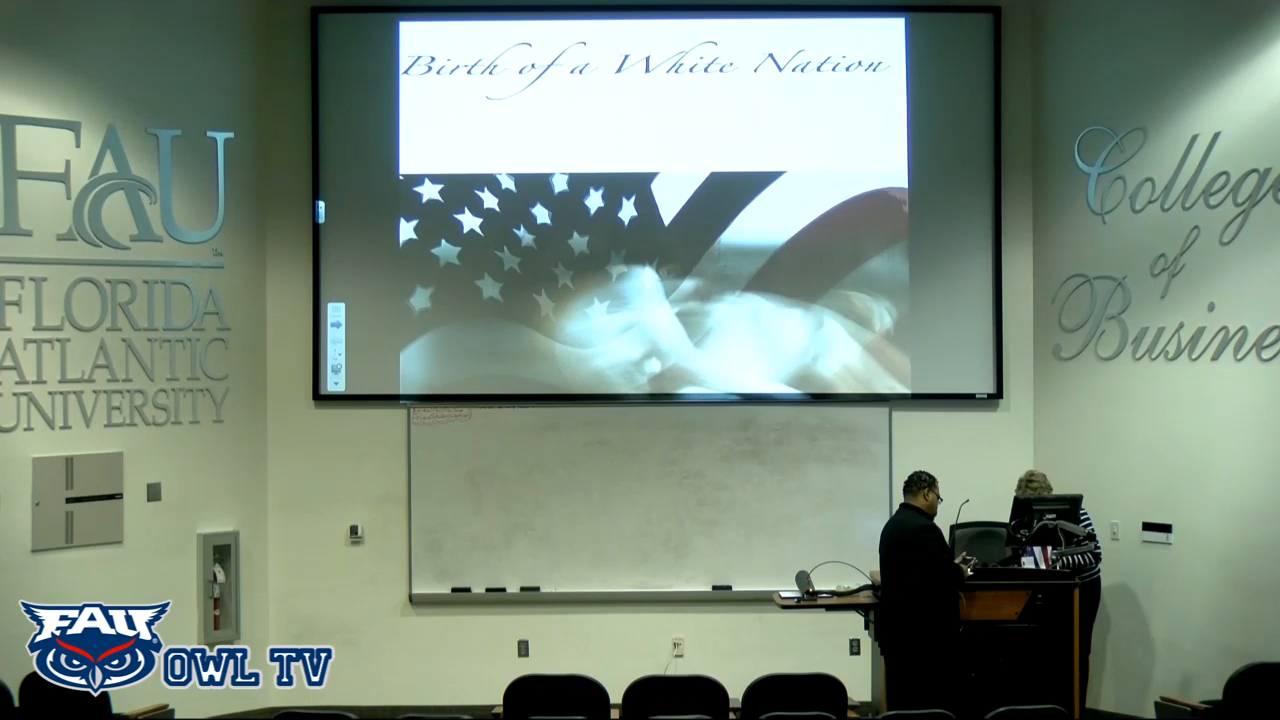 Birth of a White Nation
FAU
FLORIDA
ATLANTIC
UNIVERSITY
College
of
Busine
FAU
OWL TV